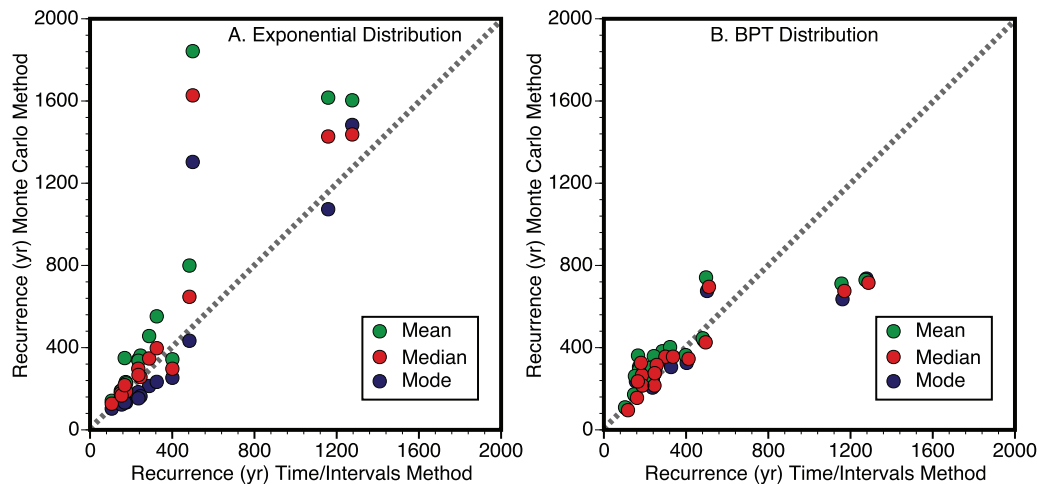 A. Exponential Distribution
Recurrence (yr) Monte Carlo Method
2000
1600
1200
800
400
0
Mean
Median
Mode
0 400 800 1200 1600 2000
Recurrence (yr) Time/Intervals Method
B. BPT Distribution
Recurrence (yr) Monte Carlo Method
2000
1600
1200
800
400
0
Mean
Median
Mode
0 400 800 1200 1600 2000
Recurrence (yr) Time/Intervals Method